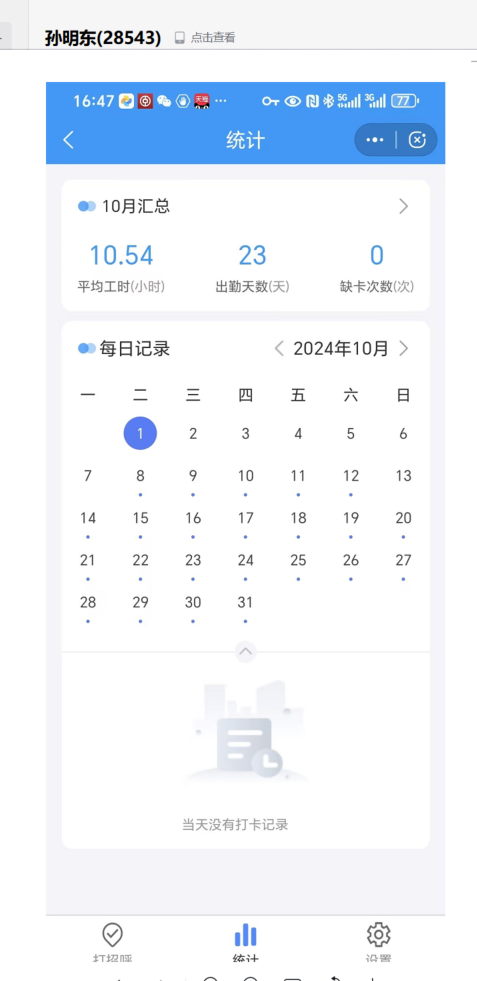 孙明东(28543) 点击查看
16:47 天猫 ··· 5G 3G 77
统计
10月汇总
10.54 23 0
平均工时(小时) 出勤天数(天) 缺卡次数(次)
每日记录 2024年10月
一 二 三 四 五 六 日
1 2 3 4 5 6
7 8 9 10 11 12 13
14 15 16 17 18 19 20
21 22 23 24 25 26 27
28 29 30 31
当天没有打卡记录
打招呼 统计 设置